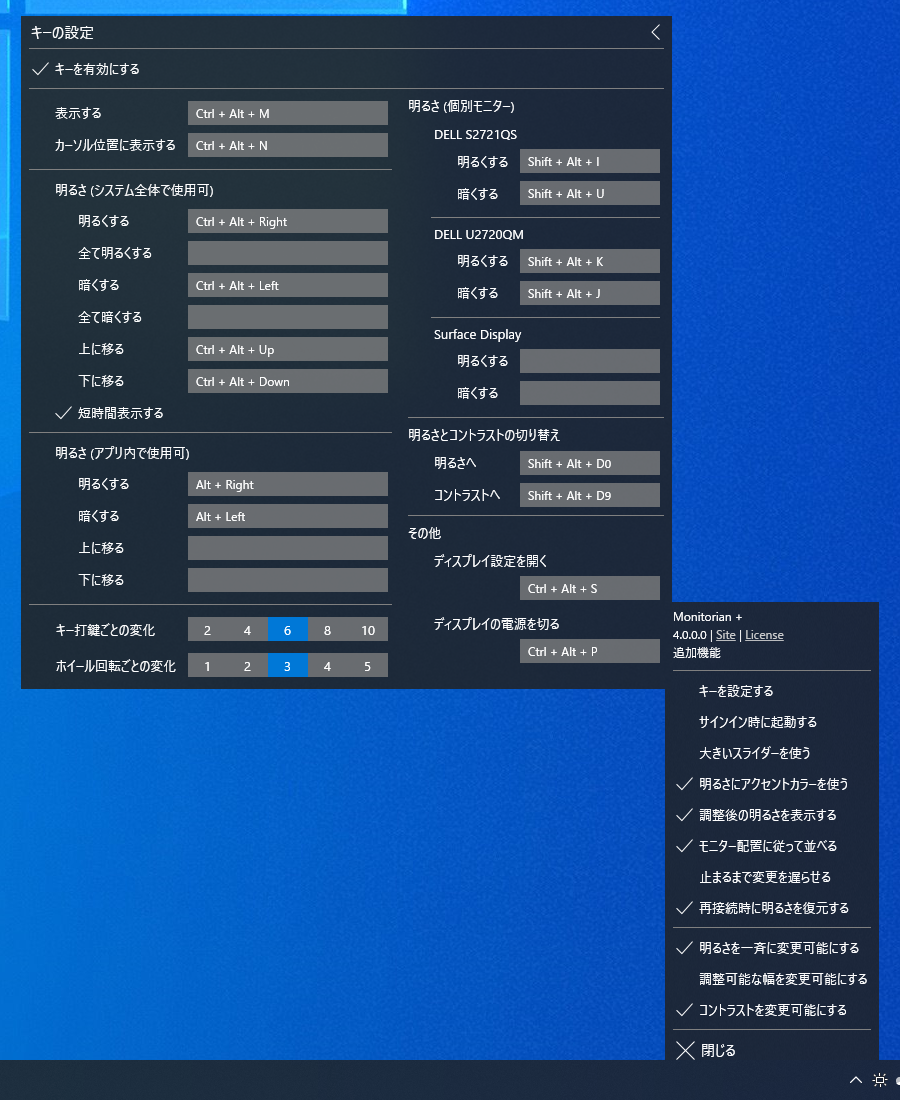 キーの設定
キーを有効にする
表示する Ctrl + Alt + M
カーソル位置に表示する Ctrl + Alt + N
明るさ (システム全体で使用可)
明るくする Ctrl + Alt + Right
全て明るくする
暗くする Ctrl + Alt + Left
全て暗くする
上に移る Ctrl + Alt + Up
下に移る Ctrl + Alt + Down
短時間表示する
明るさ (アプリ内で使用可)
明るくする Alt + Right
暗くする Alt + Left
上に移る
下に移る
キー打鍵ごとの変化 2 4 6 8 10
ホイール回転ごとの変化 1 2 3 4 5
明るさ (個別モニター)
DELL S2721QS
明るくする Shift + Alt + I
暗くする Shift + Alt + U
DELL U2720QM
明るくする Shift + Alt + K
暗くする Shift + Alt + J
Surface Display
明るくする
暗くする
明るさとコントラストの切り替え
明るさへ Shift + Alt + D0
コントラストへ Shift + Alt + D9
その他
ディスプレイ設定を開く
Ctrl + Alt + S
ディスプレイの電源を切る
Ctrl + Alt + P
Monitorian +
4.0.0.0 | Site | License
追加機能
キーを設定する
サインイン時に起動する
大きいスライダーを使う
明るさにアクセントカラーを使う
調整後の明るさを表示する
モニター配置に従って並べる
止まるまで変更を遅らせる
再接続時に明るさを復元する
明るさを一斉に変更可能にする
調整可能な幅を変更可能にする
コントラストを変更可能にする
閉じる